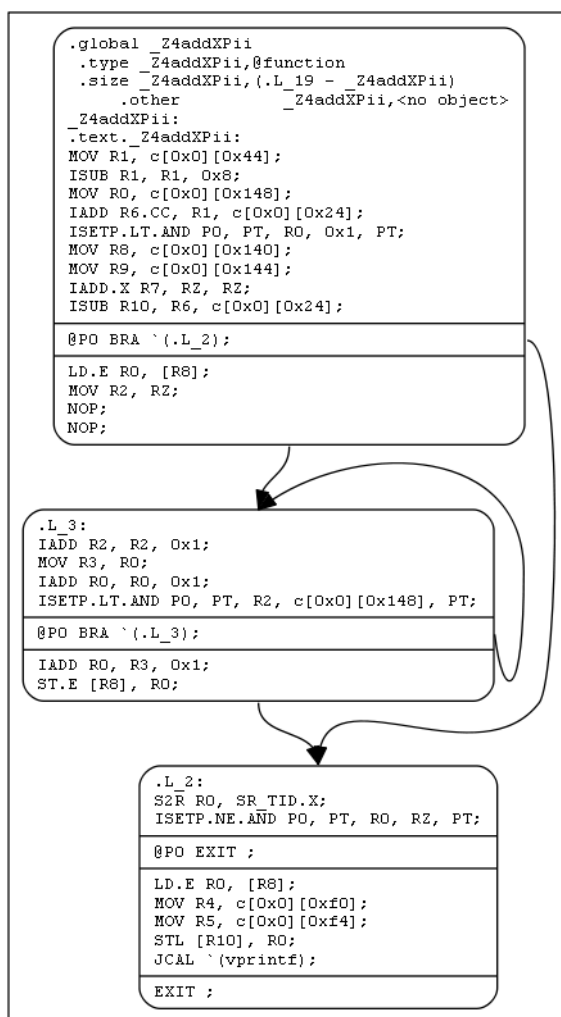 .global _Z4addXPii
.type _Z4addXPii,@function
.size _Z4addXPii,(.L_19 - _Z4addXPii)
.other _Z4addXPii,<no object>
_Z4addXPii:
.text._Z4addXPii:
MOV R1, c[0x0][0x44];
ISUB R1, R1, 0x8;
MOV R0, c[0x0][0x148];
IADD R6.CC, R1, c[0x0][0x24];
ISETP.LT.AND P0, PT, R0, 0x1, PT;
MOV R8, c[0x0][0x140];
MOV R9, c[0x0][0x144];
IADD.X R7, RZ, RZ;
ISUB R10, R6, c[0x0][0x24];
@P0 BRA `(.L_2);
LD.E R0, [R8];
MOV R2, RZ;
NOP;
NOP;
.L_3:
IADD R2, R2, 0x1;
MOV R3, R0;
IADD R0, R0, 0x1;
ISETP.LT.AND P0, PT, R2, c[0x0][0x148], PT;
@P0 BRA `(.L_3);
IADD R0, R3, 0x1;
ST.E [R8], R0;
.L_2:
S2R R0, SR_TID.X;
ISETP.NE.AND P0, PT, R0, RZ, PT;
@P0 EXIT ;
LD.E R0, [R8];
MOV R4, c[0x0][0xf0];
MOV R5, c[0x0][0xf4];
STL [R10], R0;
JCAL `(vprintf);
EXIT ;